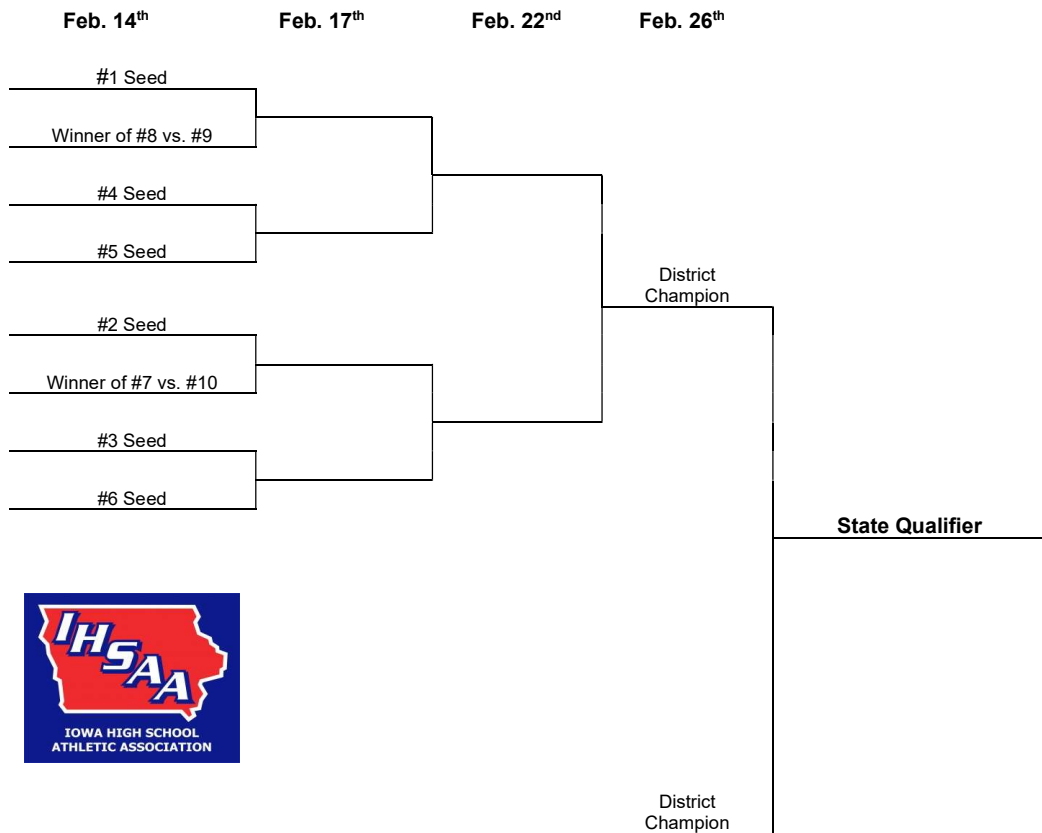 Feb. 14th Feb. 17th Feb. 22nd Feb. 26th
#1 Seed
Winner of #8 vs. #9
#4 Seed
#5 Seed
District
Champion
#2 Seed
Winner of #7 vs. #10
#3 Seed
#6 Seed
State Qualifier
IHSAA
IOWA HIGH SCHOOL
ATHLETIC ASSOCIATION
District
Champion